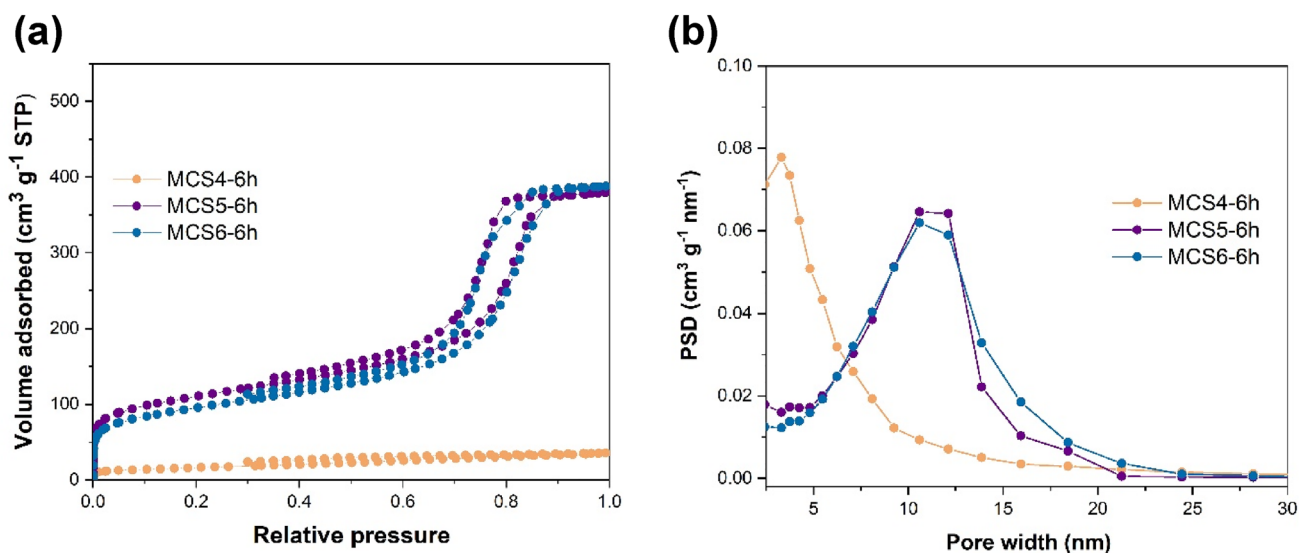 (a)
Volume adsorbed (cm³ g⁻¹ STP)
500
400
300
200
100
0
MCS4-6h
MCS5-6h
MCS6-6h
0.0 0.2 0.4 0.6 0.8 1.0
Relative pressure
(b)
PSD (cm³ g⁻¹ nm⁻¹)
0.10
0.08
0.06
0.04
0.02
0.00
MCS4-6h
MCS5-6h
MCS6-6h
5 10 15 20 25 30
Pore width (nm)